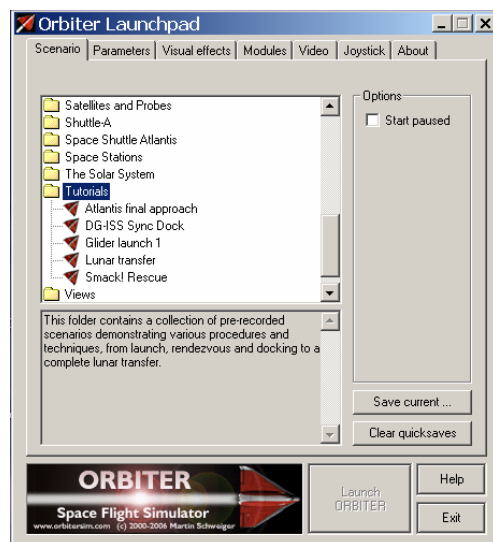 Orbiter Launchpad
Scenario
Parameters
Visual effects
Modules
Video
Joystick
About
Satellites and Probes
Shuttle-A
Space Shuttle Atlantis
Space Stations
The Solar System
Tutorials
Atlantis final approach
DG-ISS Sync Dock
Glider launch 1
Lunar transfer
Smack! Rescue
Views
This folder contains a collection of pre-recorded
scenarios demonstrating various procedures and
techniques, from launch, rendezvous and docking to a
complete lunar transfer.
Options
Start paused
Save current ...
Clear quicksaves
ORBITER
Space Flight Simulator
www.orbitersim.com (c) 2000-2006 Martin Schweiger
Launch
ORBITER
Help
Exit